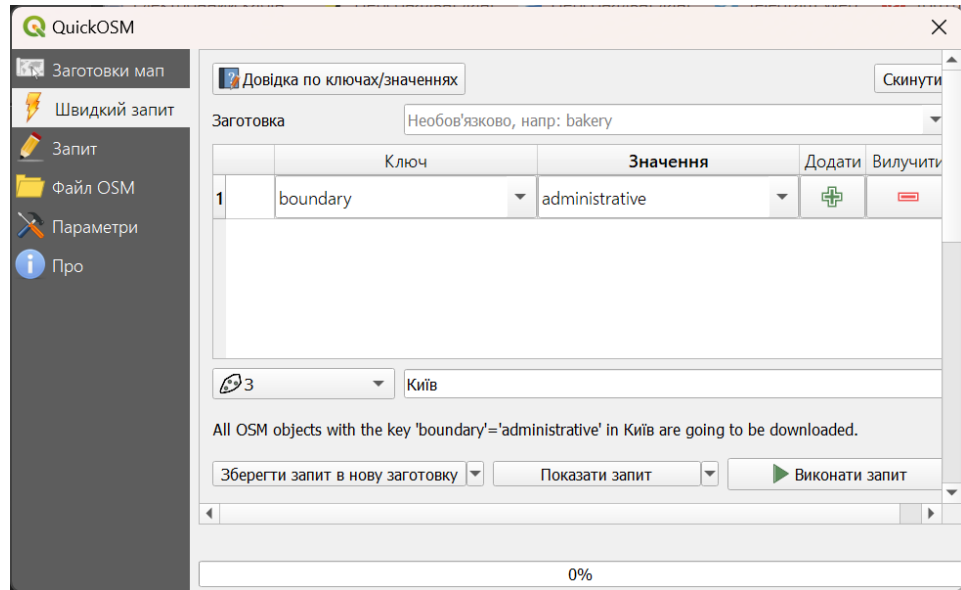 QuickOSM
Заготовки мап
Швидкий запит
Запит
Файл OSM
Параметри
Про
Довідка по ключах/значеннях
Скинути
Заготовка
Необов'язково, напр: bakery
Ключ
Значення
Додати
Вилучити
1
boundary
administrative
З
Київ
All OSM objects with the key 'boundary'='administrative' in Київ are going to be downloaded.
Зберегти запит в нову заготовку
Показати запит
Виконати запит
0%